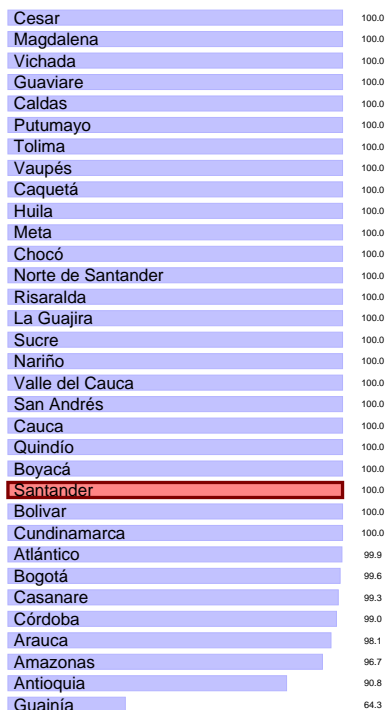 Cesar 100.0
Magdalena 100.0
Vichada 100.0
Guaviare 100.0
Caldas 100.0
Putumayo 100.0
Tolima 100.0
Vaupés 100.0
Caquetá 100.0
Huila 100.0
Meta 100.0
Chocó 100.0
Norte de Santander 100.0
Risaralda 100.0
La Guajira 100.0
Sucre 100.0
Nariño 100.0
Valle del Cauca 100.0
San Andrés 100.0
Cauca 100.0
Quindío 100.0
Boyacá 100.0
Santander 100.0
Bolivar 100.0
Cundinamarca 100.0
Atlántico 99.9
Bogotá 99.6
Casanare 99.3
Córdoba 99.0
Arauca 98.1
Amazonas 96.7
Antioquia 90.8
Guainía 64.3